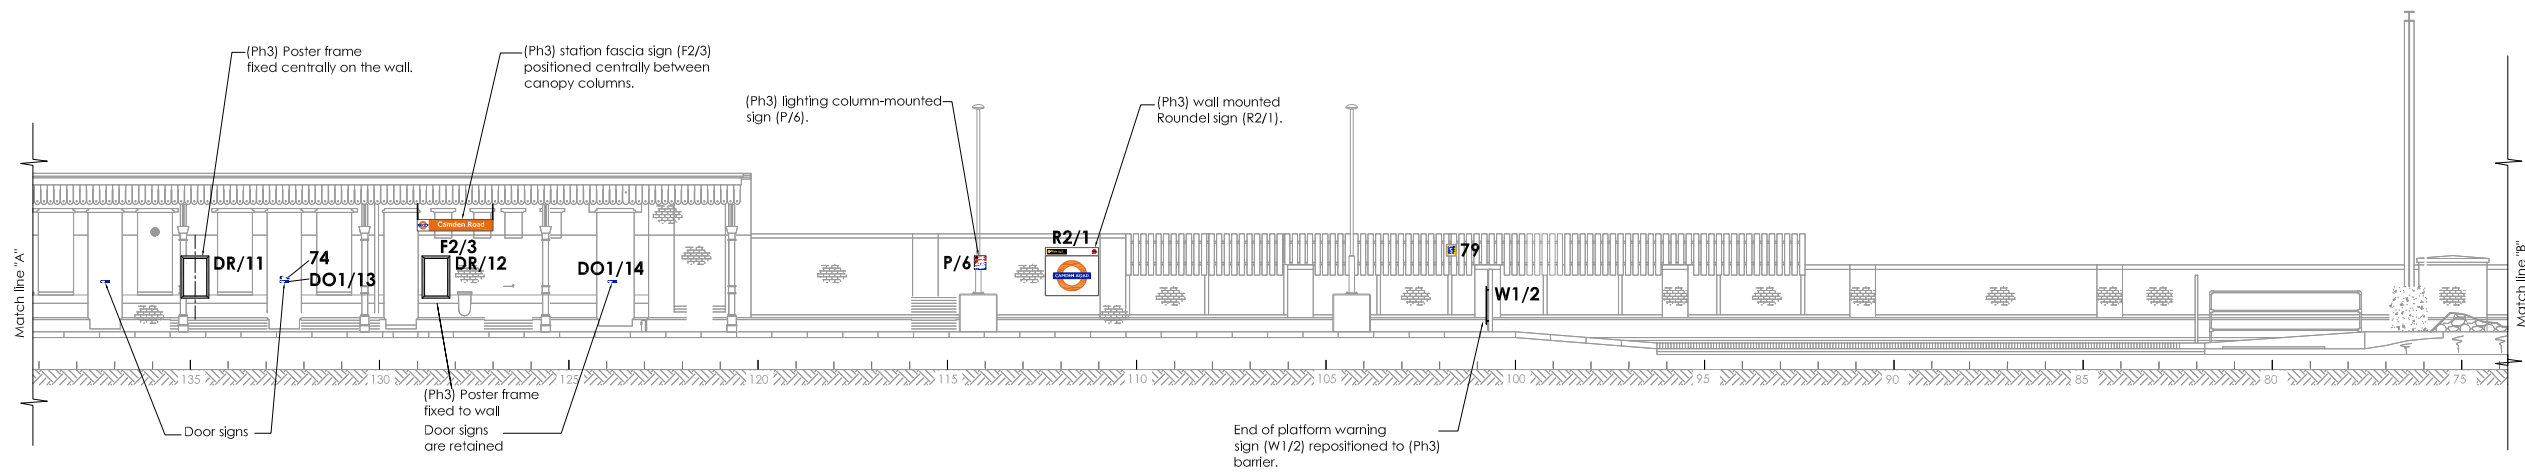 (Ph3) Poster frame
fixed centrally on the wall.
(Ph3) station fascia sign (F2/3)
positioned centrally between
canopy columns.
(Ph3) lighting column-mounted
sign (P/6).
(Ph3) wall mounted
Roundel sign (R2/1).
Match line "A"
Camden Road
F2/3
DR/11
74
DO1/13
DR/12
DO1/14
P/6
R2/1
CAMDEN ROAD
79
W1/2
Match line "B"
135
130
125
120
115
110
105
100
95
90
85
80
75
Door signs
(Ph3) Poster frame
fixed to wall
Door signs
are retained
End of platform warning
sign (W1/2) repositioned to (Ph3)
barrier.